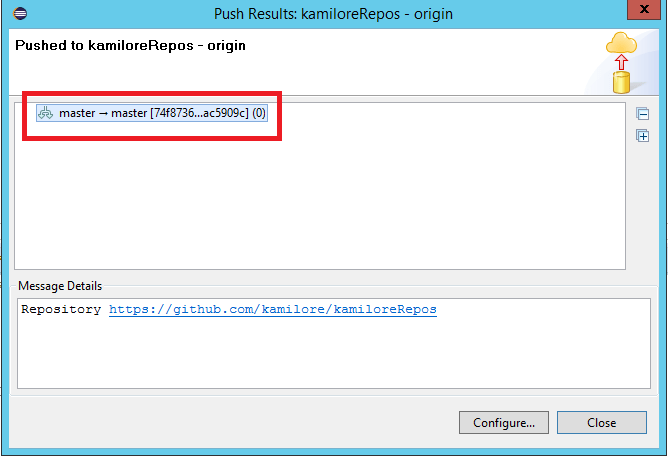 Push Results: kamiloreRepos - origin
X
Pushed to kamiloreRepos - origin
master → master [74f8736...ac5909c] (0)
Message Details
Repository https://github.com/kamilore/kamiloreRepos
Configure...
Close